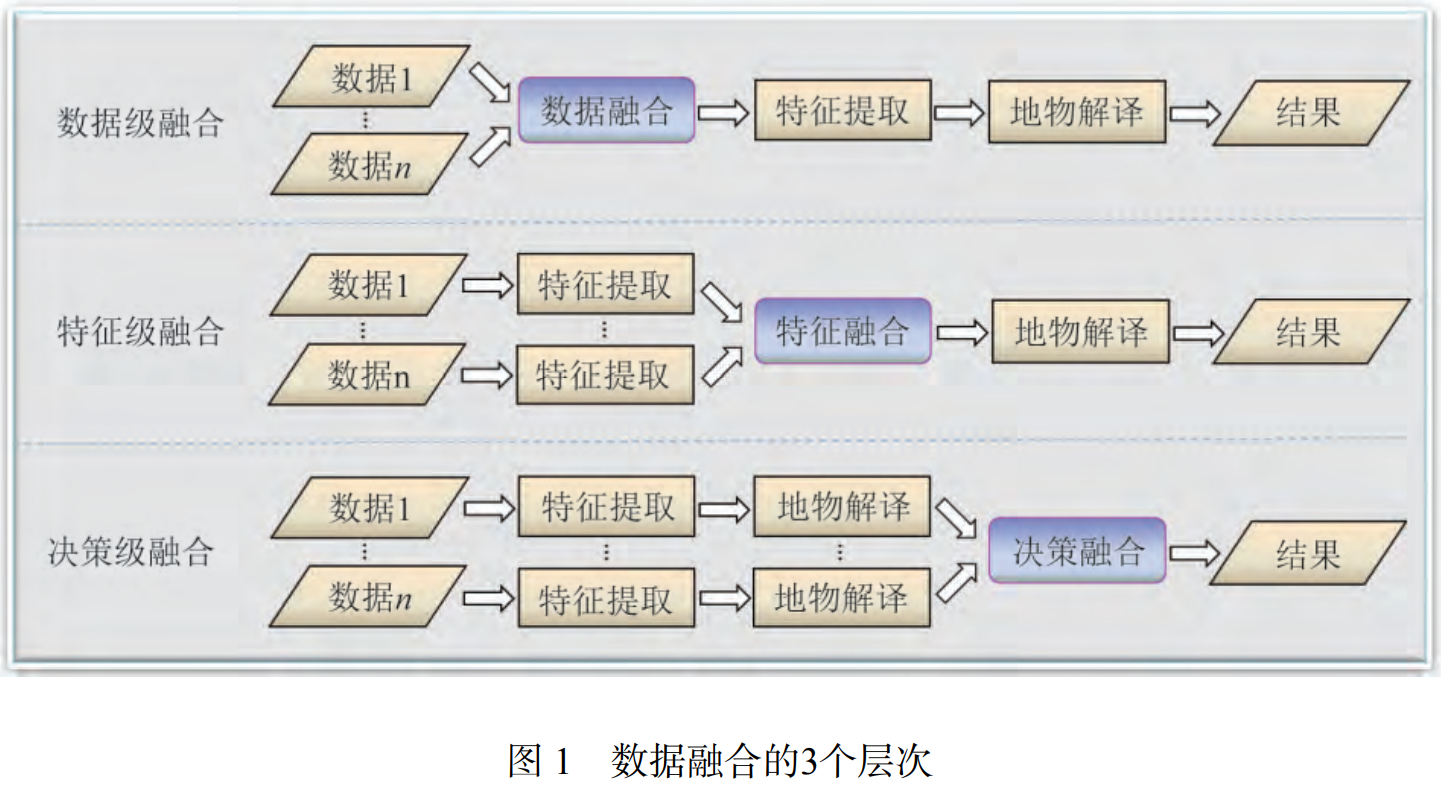 数据级融合
数据1
⋮
数据n
数据融合
特征提取
地物解译
结果
特征级融合
数据1
⋮
数据n
特征提取
⋮
特征提取
特征融合
地物解译
结果
决策级融合
数据1
⋮
数据n
特征提取
⋮
特征提取
地物解译
⋮
地物解译
决策融合
结果
图 1 数据融合的3个层次